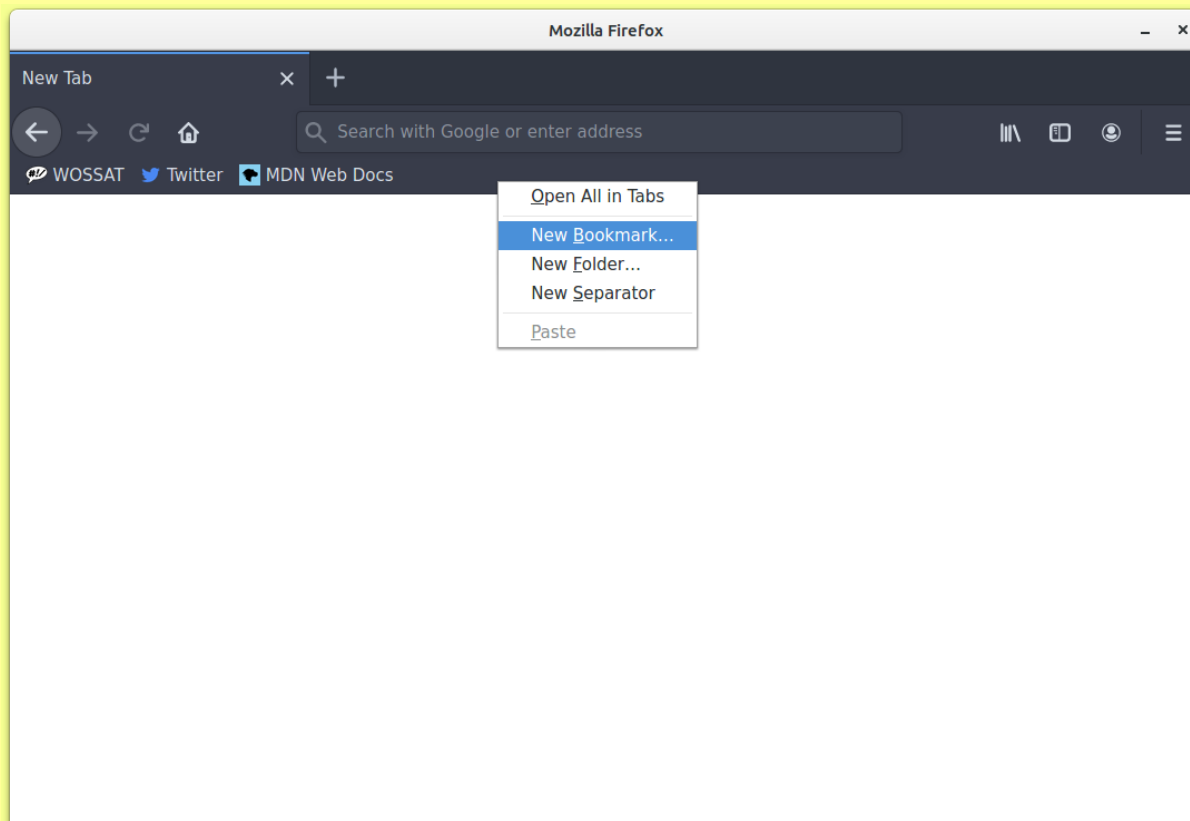 Mozilla Firefox
New Tab
Search with Google or enter address
WOSSAT Twitter MDN Web Docs
Open All in Tabs
New Bookmark...
New Folder...
New Separator
Paste